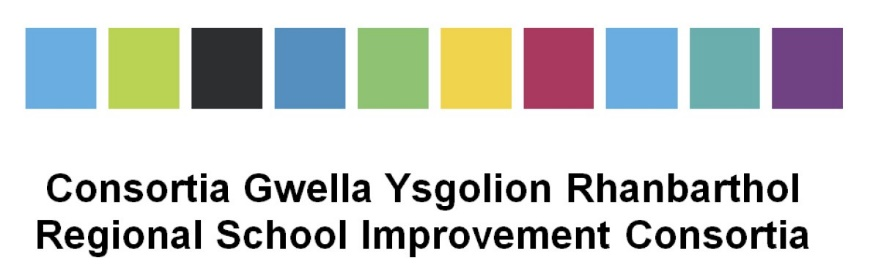 Consortia Gwella Ysgolion Rhanbarthol
Regional School Improvement Consortia